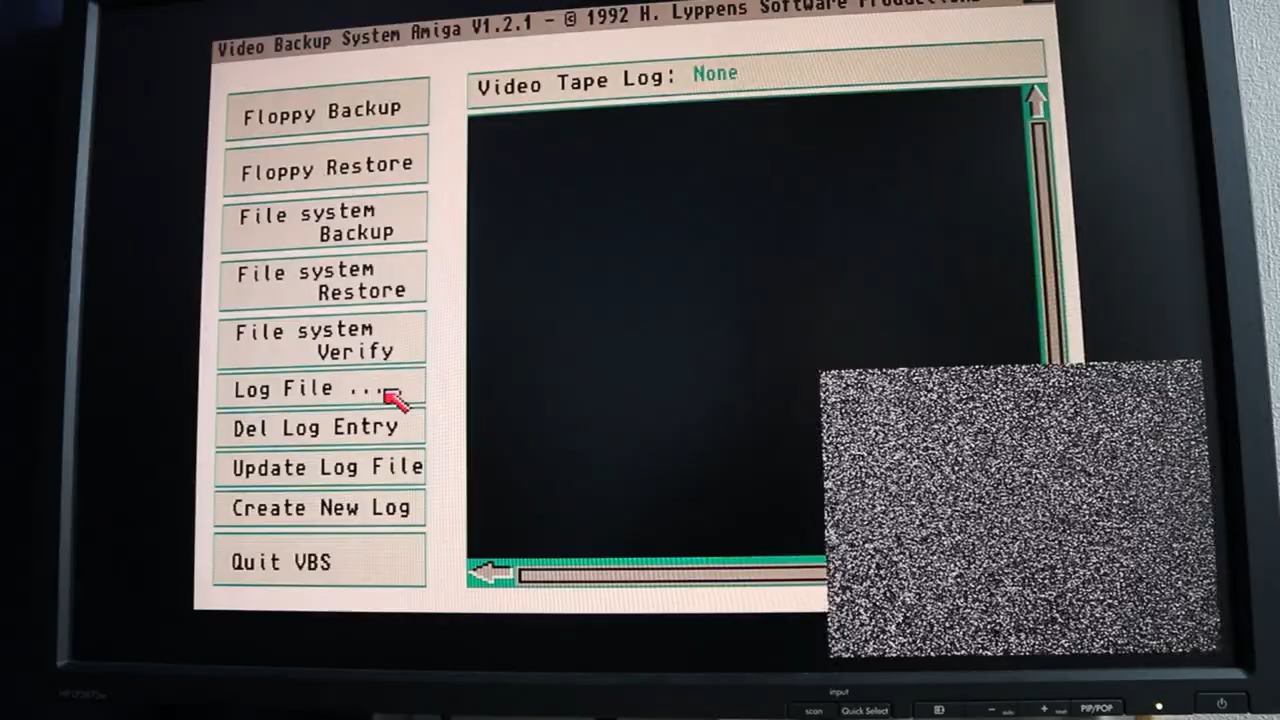 Video Backup System Amiga V1.2.1 - © 1992 H. Lyppens Software Productions
Video Tape Log: None
Floppy Backup
Floppy Restore
File system
Backup
File system
Restore
File system
Verify
Log File ...
Del Log Entry
Update Log File
Create New Log
Quit VBS
input
scan
Quick Select
- +
PIP/POP